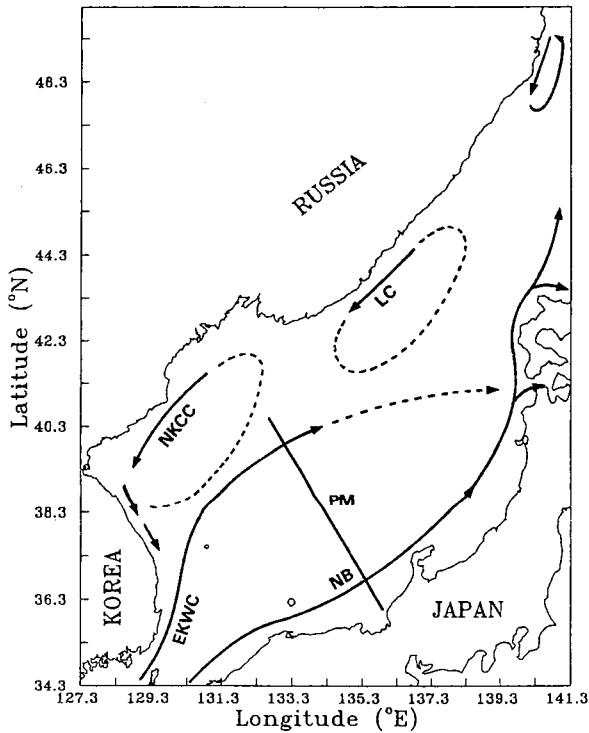 48.3
46.3
44.3
42.3
40.3
38.3
36.3
34.3
Latitude (°N)
RUSSIA
LC
NKCC
PM
NB
EKWC
KOREA
JAPAN
127.3 129.3 131.3 133.3 135.3 137.3 139.3 141.3
Longitude (°E)